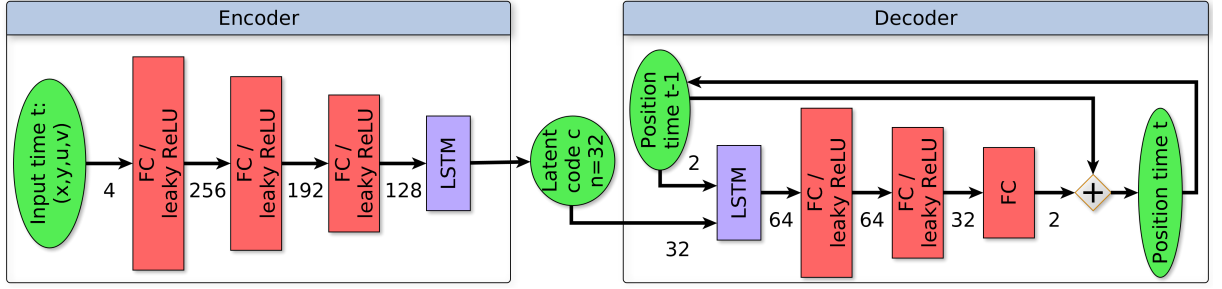 Encoder
Input time t:
(x,y,u,v)
4
FC /
leaky ReLU
256
FC /
leaky ReLU
192
FC /
leaky ReLU
128
LSTM
Latent
code c
n=32
Decoder
Position
time t-1
2
32
LSTM
64
FC /
leaky ReLU
64
FC /
leaky ReLU
32
FC
2
+
Position time t